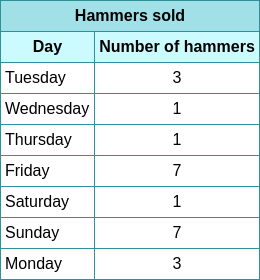 Hammers sold
Day Number of hammers
Tuesday 3
Wednesday 1
Thursday 1
Friday 7
Saturday 1
Sunday 7
Monday 3